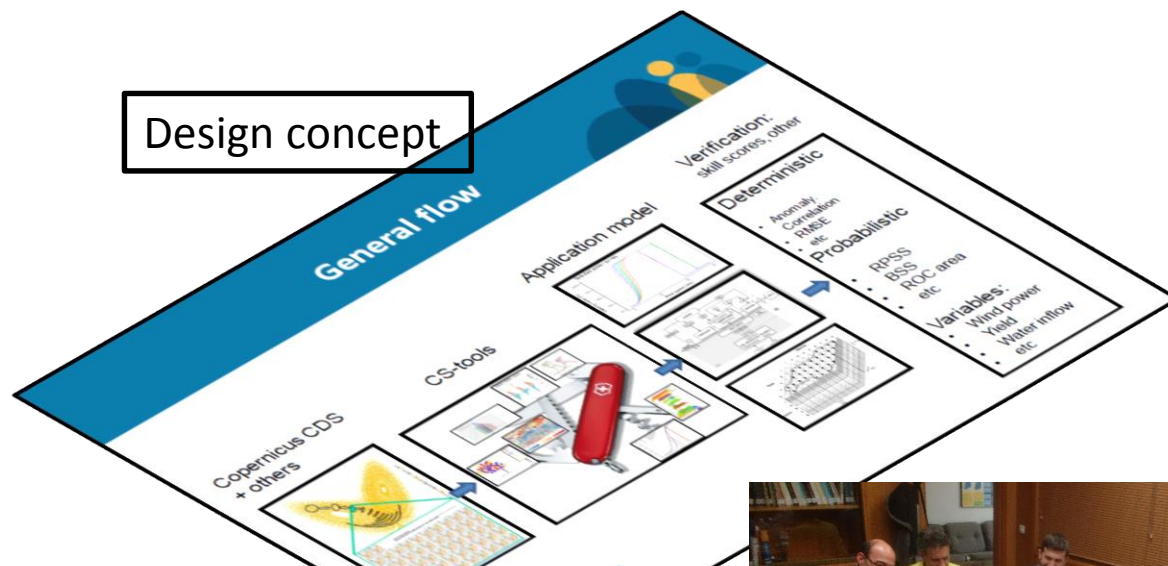 Design concept
General flow
Copernicus CDS
+ others
CS-tools
Application model
Verification:
skill scores, other
Deterministic
• Anomaly.
Correlation
• RMSE
• etc
Probabilistic
• RPSS
• BSS
• ROC area
• etc
Variables:
• Wind power
• Yield
• Water inflow
• etc